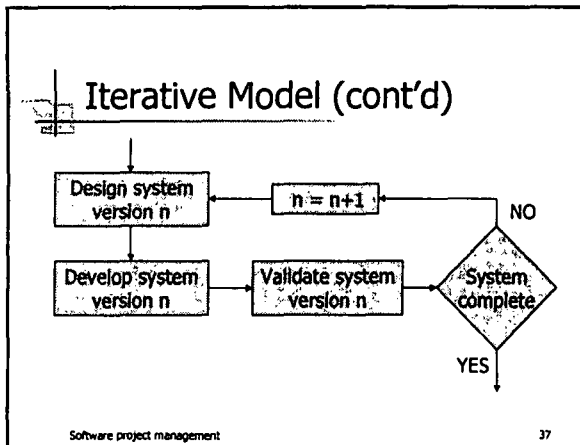 Iterative Model (cont'd)
Design system
version n
n = n+1
NO
Develop system
version n
Validate system
version n
System
complete
YES
Software project management
37